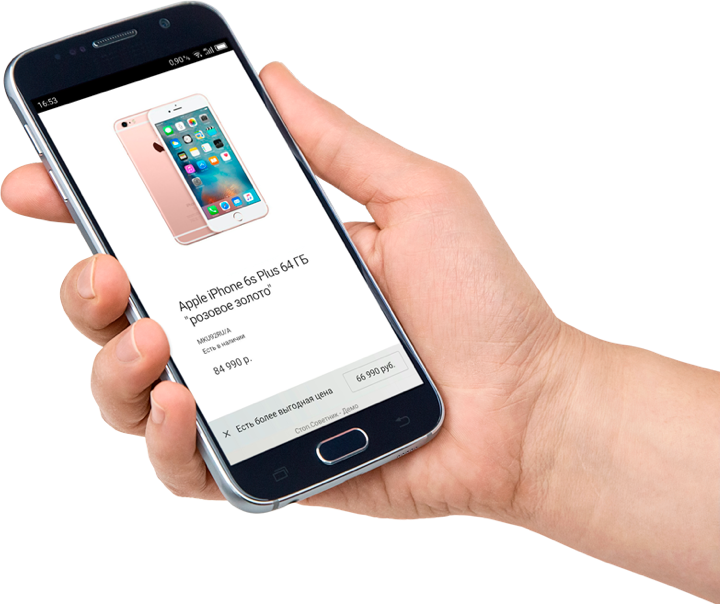 16:53
0,90%
Apple iPhone 6s Plus 64 ГБ
"розовое золото"
MKU92RU/A
Есть в наличии
84 990 р.
Есть более выгодная цена
66 990 руб.
Стоп.Советник - Демо